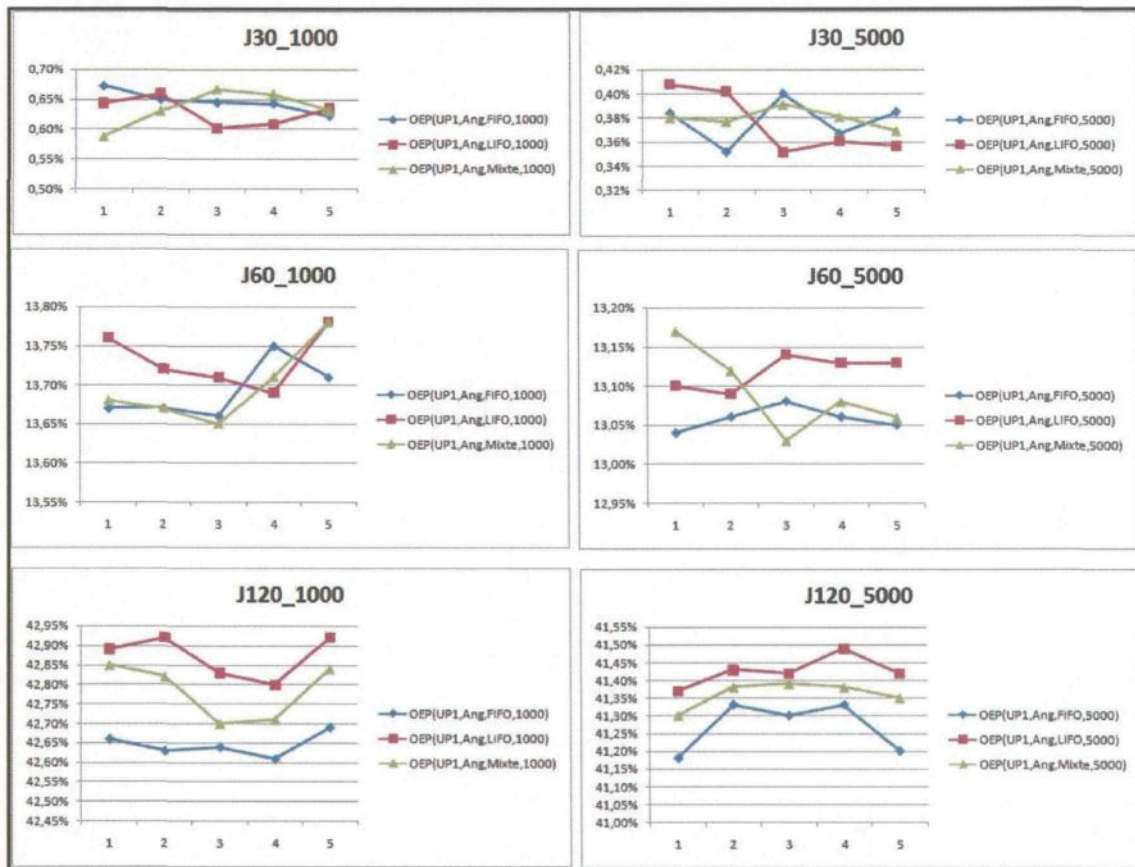 J30_1000
0,70%
0,65%
0,60%
0,55%
0,50%
1 2 3 4 5
OEP(UP1,Ang,FIFO,1000)
OEP(UP1,Ang,LIFO,1000)
OEP(UP1,Ang,Mixte,1000)
J30_5000
0,42%
0,40%
0,38%
0,36%
0,34%
0,32%
1 2 3 4 5
OEP(UP1,Ang,FIFO,5000)
OEP(UP1,Ang,LIFO,5000)
OEP(UP1,Ang,Mixte,5000)
J60_1000
13,80%
13,75%
13,70%
13,65%
13,60%
13,55%
1 2 3 4 5
OEP(UP1,Ang,FIFO,1000)
OEP(UP1,Ang,LIFO,1000)
OEP(UP1,Ang,Mixte,1000)
J60_5000
13,20%
13,15%
13,10%
13,05%
13,00%
12,95%
1 2 3 4 5
OEP(UP1,Ang,FIFO,5000)
OEP(UP1,Ang,LIFO,5000)
OEP(UP1,Ang,Mixte,5000)
J120_1000
42,95%
42,90%
42,85%
42,80%
42,75%
42,70%
42,65%
42,60%
42,55%
42,50%
42,45%
1 2 3 4 5
OEP(UP1,Ang,FIFO,1000)
OEP(UP1,Ang,LIFO,1000)
OEP(UP1,Ang,Mixte,1000)
J120_5000
41,55%
41,50%
41,45%
41,40%
41,35%
41,30%
41,25%
41,20%
41,15%
41,10%
41,05%
41,00%
1 2 3 4 5
OEP(UP1,Ang,FIFO,5000)
OEP(UP1,Ang,LIFO,5000)
OEP(UP1,Ang,Mixte,5000)